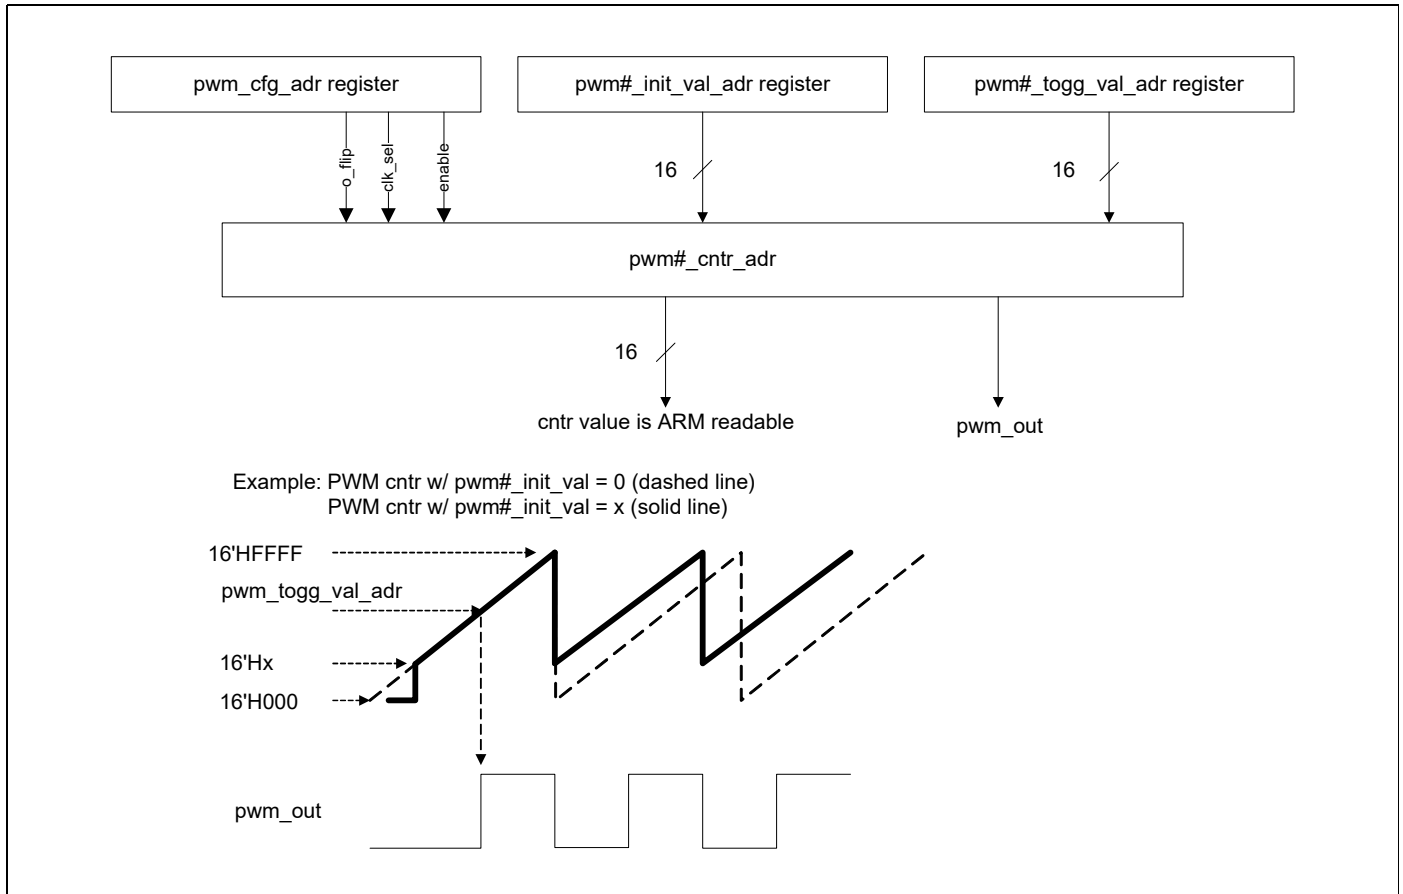 pwm_cfg_adr register
pwm#_init_val_adr register
pwm#_togg_val_adr register
o_flip
clk_sel
enable
16
16
pwm#_cntr_adr
16
cntr value is ARM readable
pwm_out
Example: PWM cntr w/ pwm#_init_val = 0 (dashed line)
PWM cntr w/ pwm#_init_val = x (solid line)
16'HFFFF
pwm_togg_val_adr
16'Hx
16'H000
pwm_out